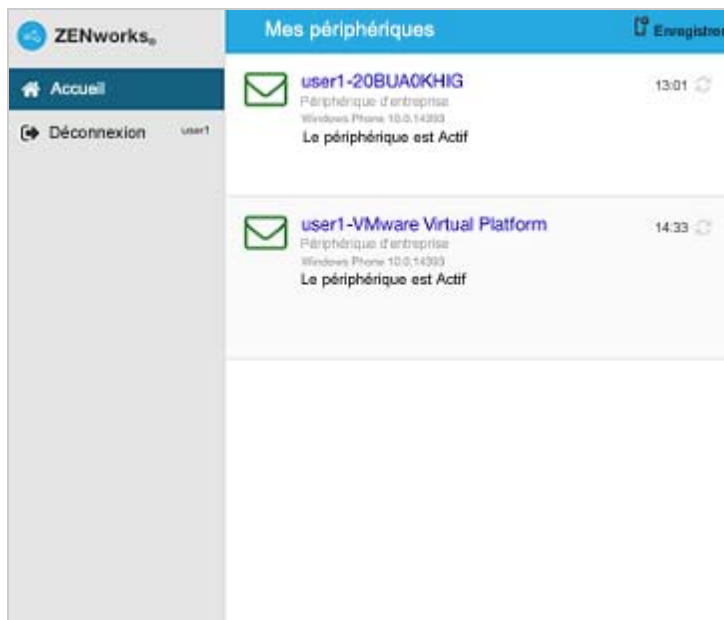 ZENworks®
Accueil
Déconnexion user1
Mes périphériques
Enregistrer
user1-20BUA0KHIG 13:01
Périphérique d'entreprise
Windows Phone 10.0.14393
Le périphérique est Actif
user1-VMware Virtual Platform 14:33
Périphérique d'entreprise
Windows Phone 10.0.14393
Le périphérique est Actif